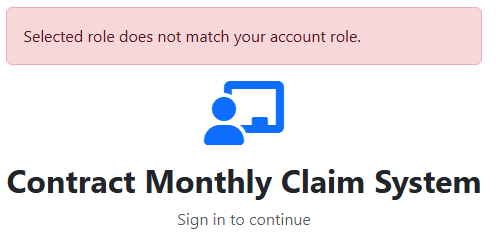 Selected role does not match your account role.
Contract Monthly Claim System
Sign in to continue